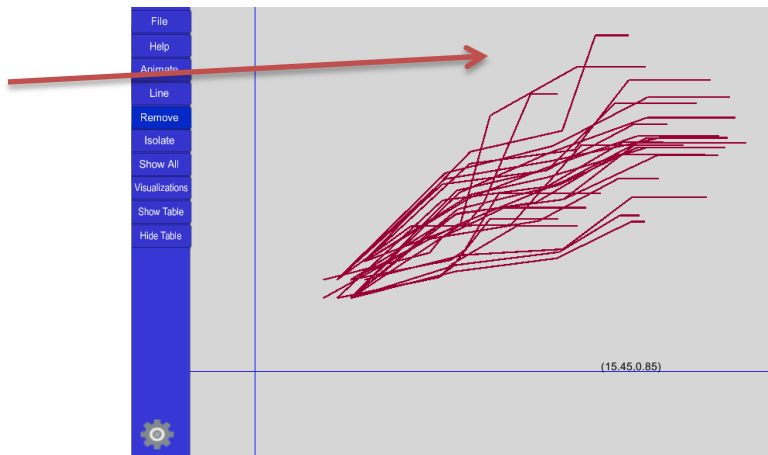 File
Help
Animate
Line
Remove
Isolate
Show All
Visualizations
Show Table
Hide Table
(15.45,0.85)